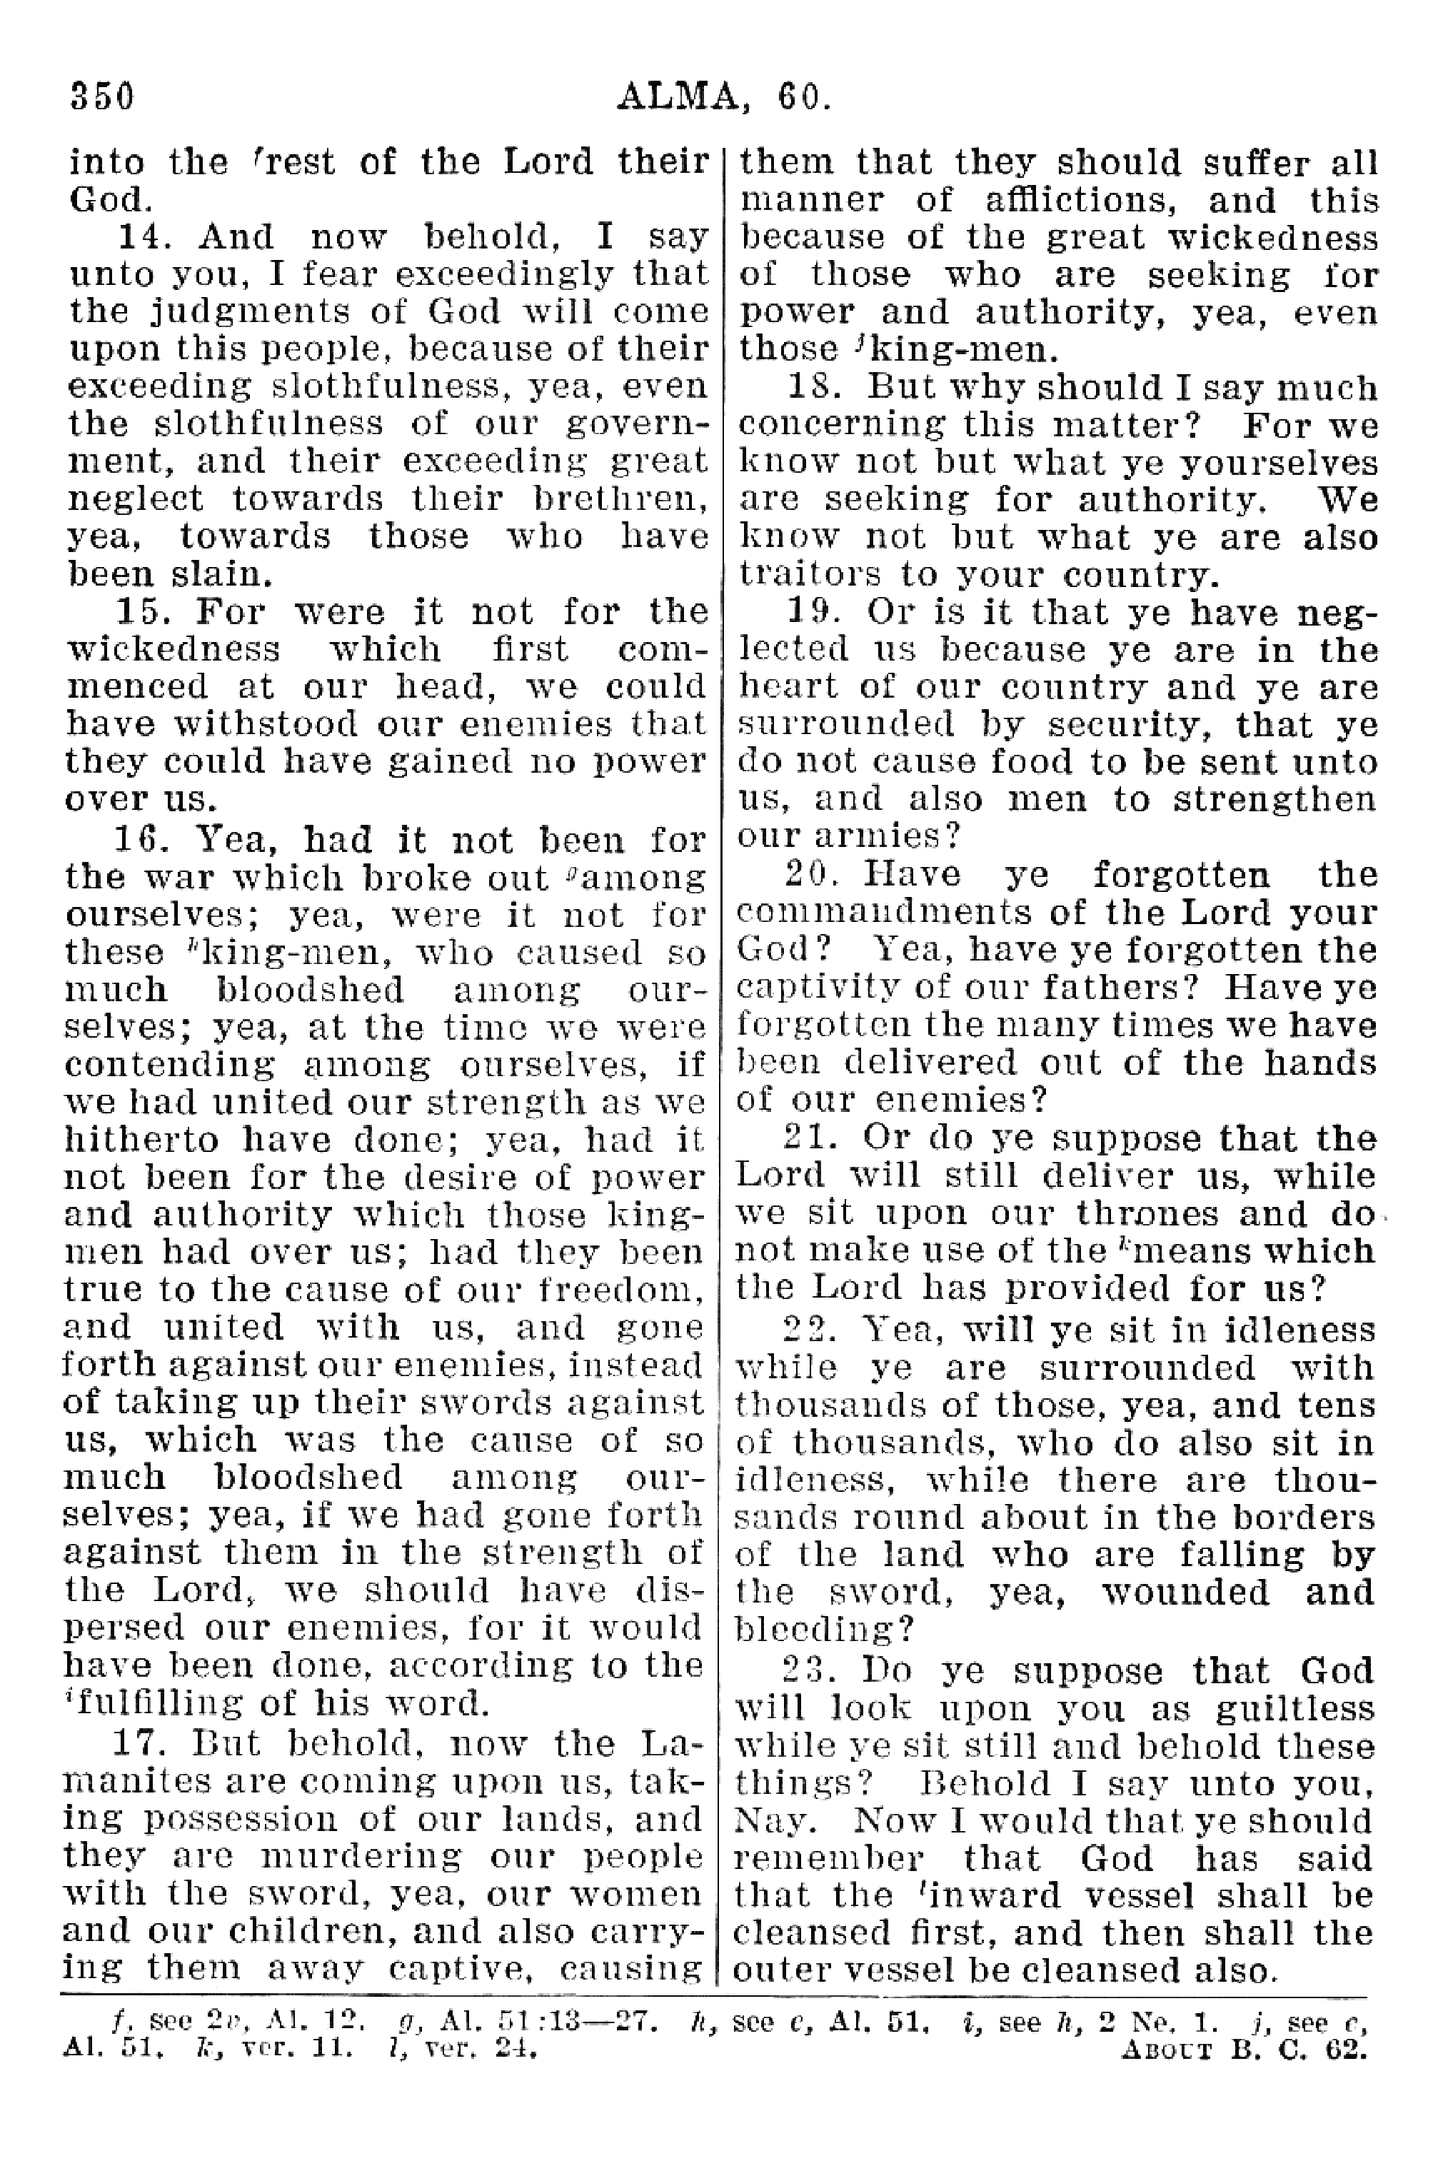 350
ALMA, 60.
into the frest of the Lord their
God.
14. And now behold, I say
unto you, I fear exceedingly that
the judgments of God will come
upon this people, because of their
exceeding slothfulness, yea, even
the slothfulness of our govern-
ment, and their exceeding great
neglect towards their brethren,
yea, towards those who have
been slain.
15. For were it not for the
wickedness which first com-
menced at our head, we could
have withstood our enemies that
they could have gained no power
over us.
16. Yea, had it not been for
the war which broke out gamong
ourselves; yea, were it not for
these hking-men, who caused so
much bloodshed among our-
selves; yea, at the time we were
contending among ourselves, if
we had united our strength as we
hitherto have done; yea, had it
not been for the desire of power
and authority which those king-
men had over us; had they been
true to the cause of our freedom,
and united with us, and gone
forth against our enemies, instead
of taking up their swords against
us, which was the cause of so
much bloodshed among our-
selves; yea, if we had gone forth
against them in the strength of
the Lord, we should have dis-
persed our enemies, for it would
have been done, according to the
ifulfilling of his word.
17. But behold, now the La-
manites are coming upon us, tak-
ing possession of our lands, and
they are murdering our people
with the sword, yea, our women
and our children, and also carry-
ing them away captive, causing
them that they should suffer all
manner of afflictions, and this
because of the great wickedness
of those who are seeking for
power and authority, yea, even
those jking-men.
18. But why should I say much
concerning this matter? For we
know not but what ye yourselves
are seeking for authority. We
know not but what ye are also
traitors to your country.
19. Or is it that ye have neg-
lected us because ye are in the
heart of our country and ye are
surrounded by security, that ye
do not cause food to be sent unto
us, and also men to strengthen
our armies?
20. Have ye forgotten the
commandments of the Lord your
God? Yea, have ye forgotten the
captivity of our fathers? Have ye
forgotten the many times we have
been delivered out of the hands
of our enemies?
21. Or do ye suppose that the
Lord will still deliver us, while
we sit upon our thrones and do
not make use of the kmeans which
the Lord has provided for us?
22. Yea, will ye sit in idleness
while ye are surrounded with
thousands of those, yea, and tens
of thousands, who do also sit in
idleness, while there are thou-
sands round about in the borders
of the land who are falling by
the sword, yea, wounded and
bleeding?
23. Do ye suppose that God
will look upon you as guiltless
while ye sit still and behold these
things? Behold I say unto you,
Nay. Now I would that ye should
remember that God has said
that the linward vessel shall be
cleansed first, and then shall the
outer vessel be cleansed also.
f, see 2v, Al. 12. g, Al. 51:13—27. h, see c, Al. 51. i, see h, 2 Ne. 1. j, see c,
Al. 51. k, ver. 11. l, ver. 24. ABOUT B. C. 62.